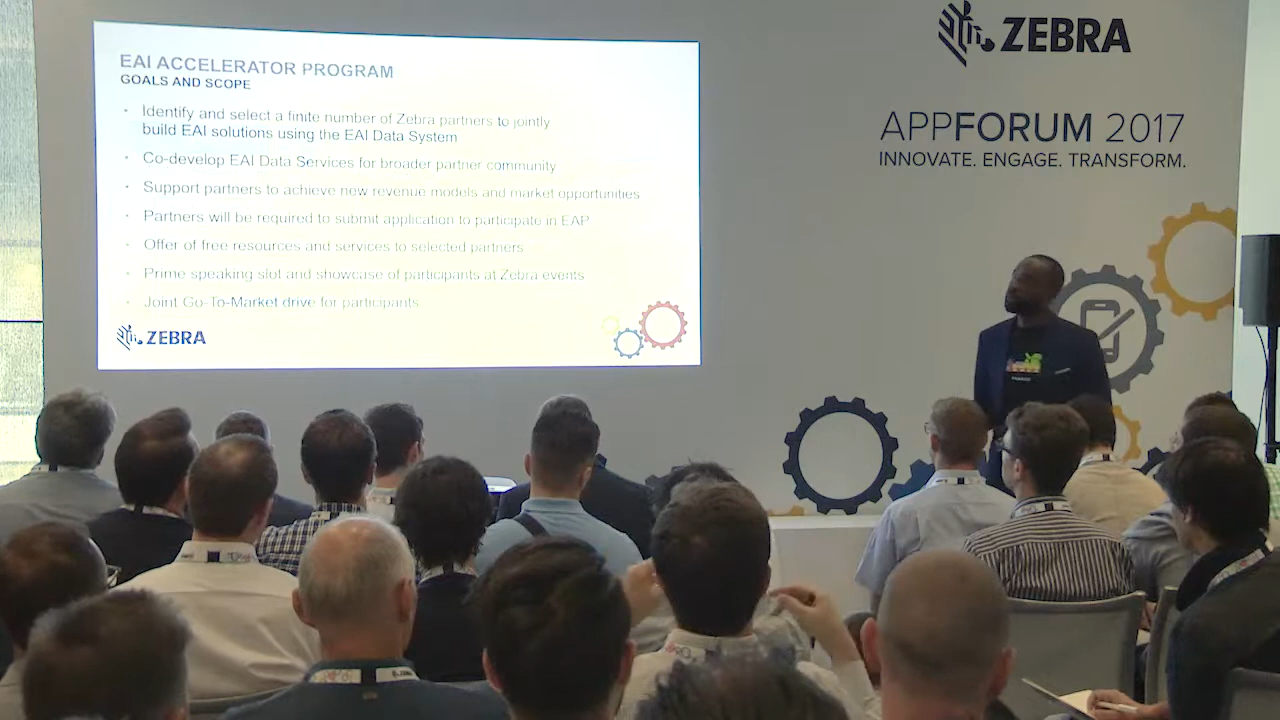 EAI ACCELERATOR PROGRAM
GOALS AND SCOPE
• Identify and select a finite number of Zebra partners to jointly
build EAI solutions using the EAI Data System
• Co-develop EAI Data Services for broader partner community
• Support partners to achieve new revenue models and market opportunities
• Partners will be required to submit application to participate in EAP
• Offer of free resources and services to selected partners
• Prime speaking slot and showcase of participants at Zebra events
• Joint Go-To-Market drive for participants
ZEBRA
ZEBRA
APPFORUM 2017
INNOVATE. ENGAGE. TRANSFORM.